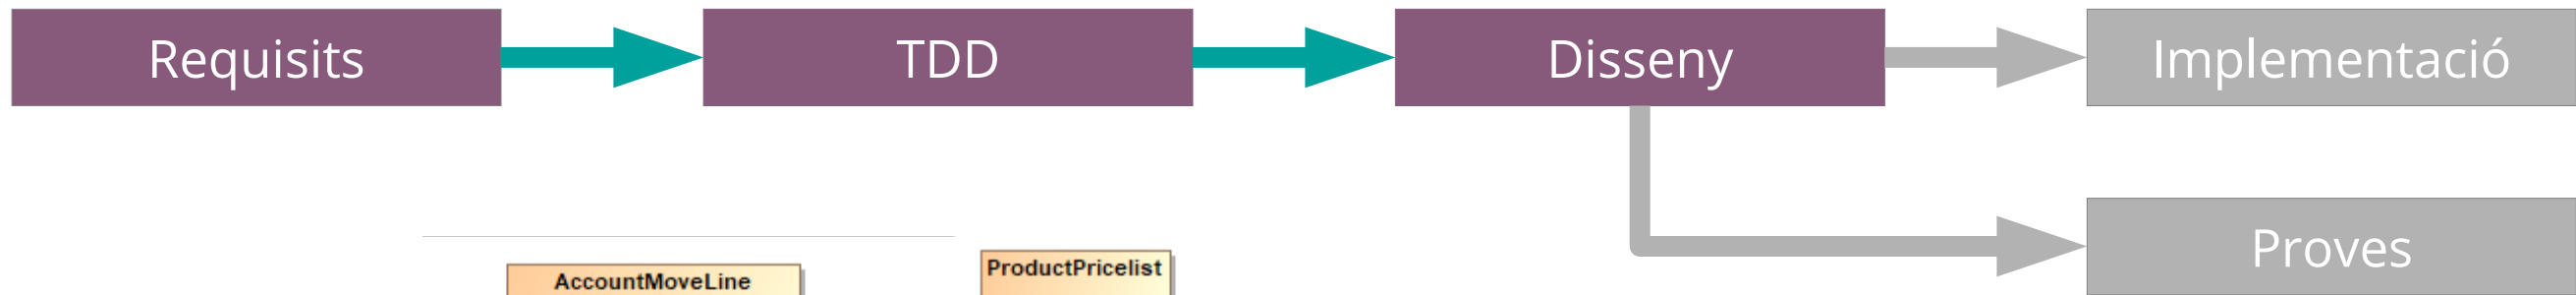 Requisits
TDD
Disseny
Implementació
Proves
AccountMoveLine
ProductPricelist